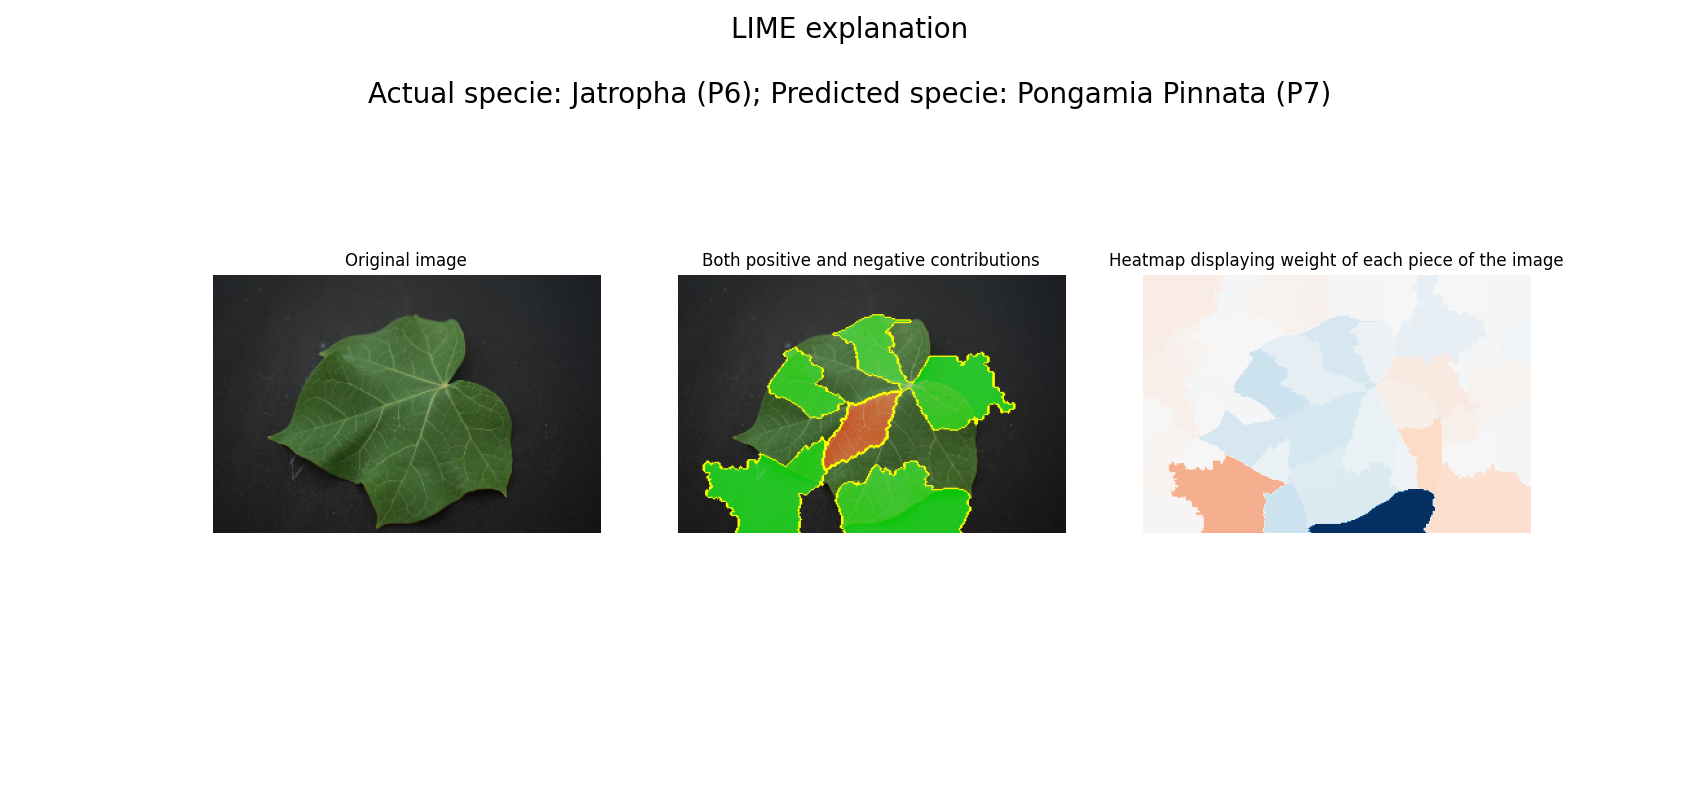 LIME explanation
Actual specie: Jatropha (P6); Predicted specie: Pongamia Pinnata (P7)
Original image
Both positive and negative contributions
Heatmap displaying weight of each piece of the image